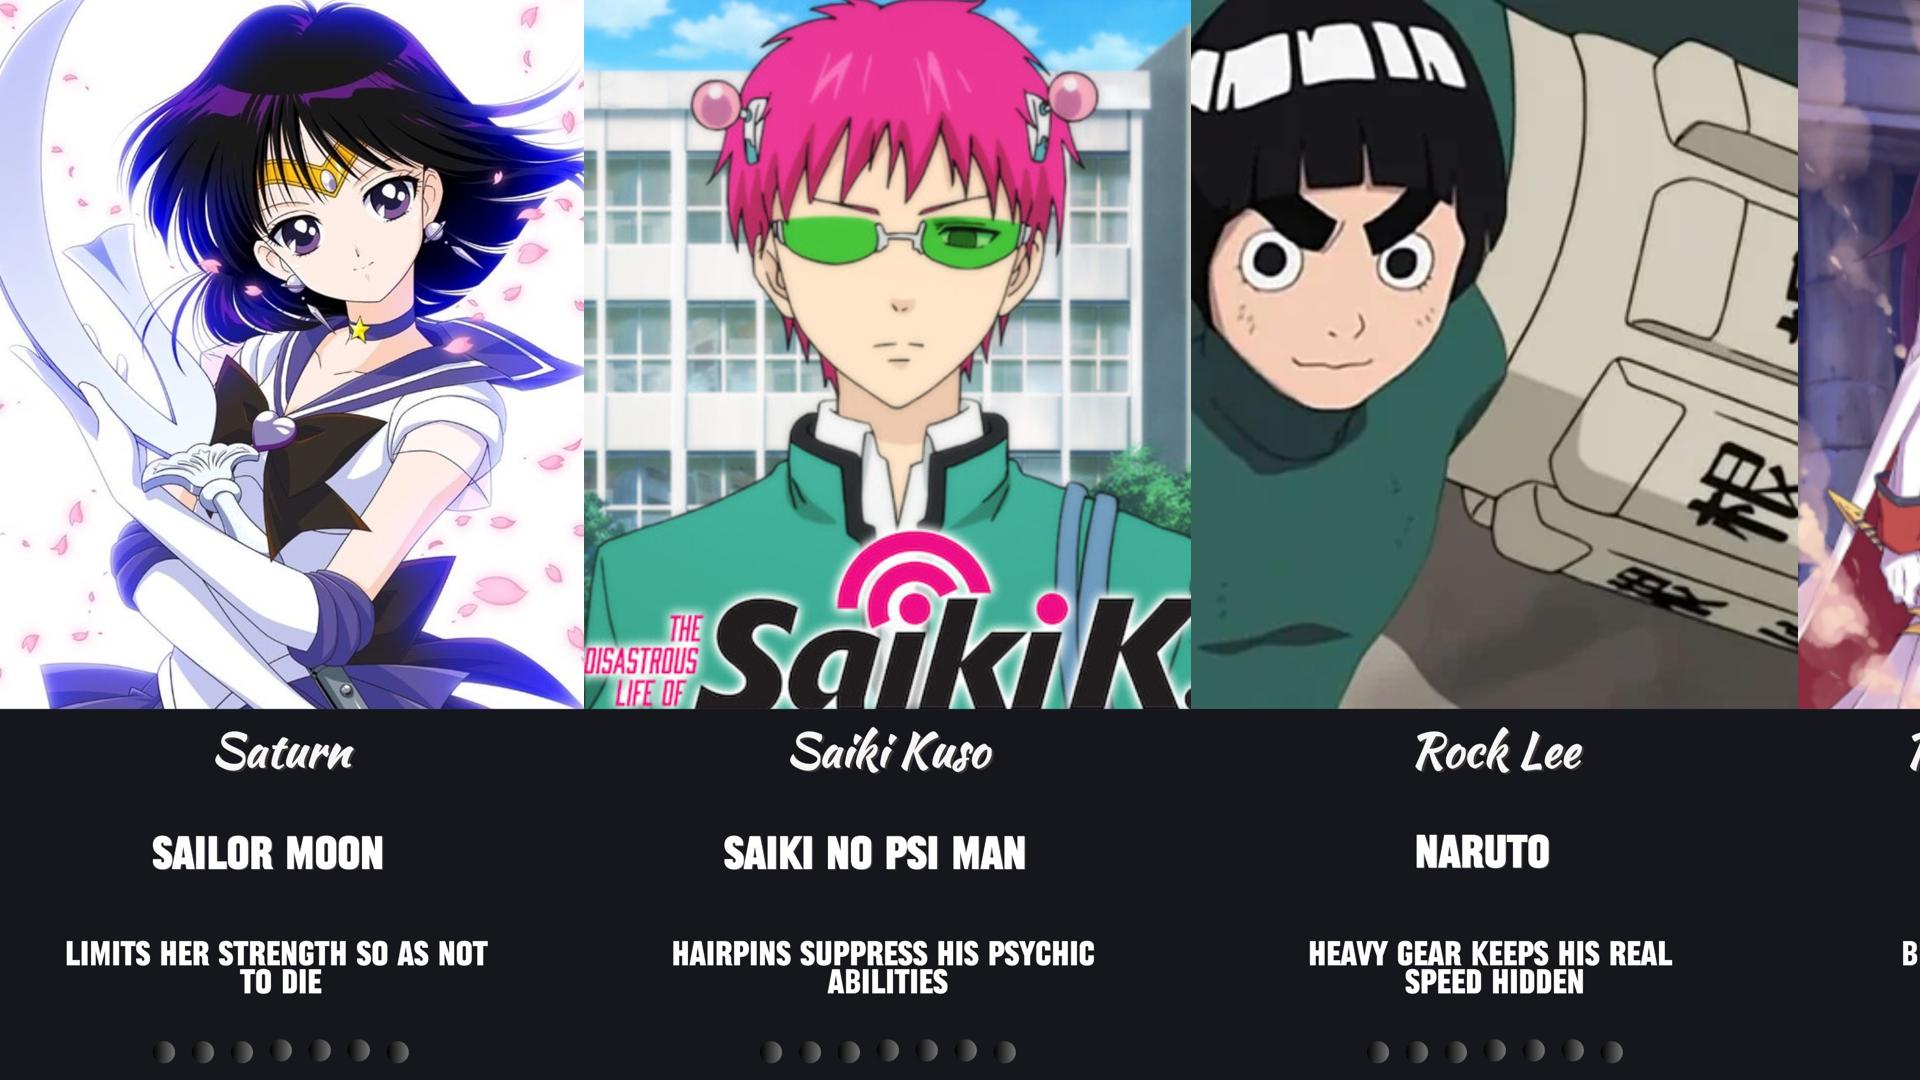 THE
DISASTROUS
LIFE OF
Saiki K.
根
Saturn
SAILOR MOON
LIMITS HER STRENGTH SO AS NOT
TO DIE
Saiki Kuso
SAIKI NO PSI MAN
HAIRPINS SUPPRESS HIS PSYCHIC
ABILITIES
Rock Lee
NARUTO
HEAVY GEAR KEEPS HIS REAL
SPEED HIDDEN
B